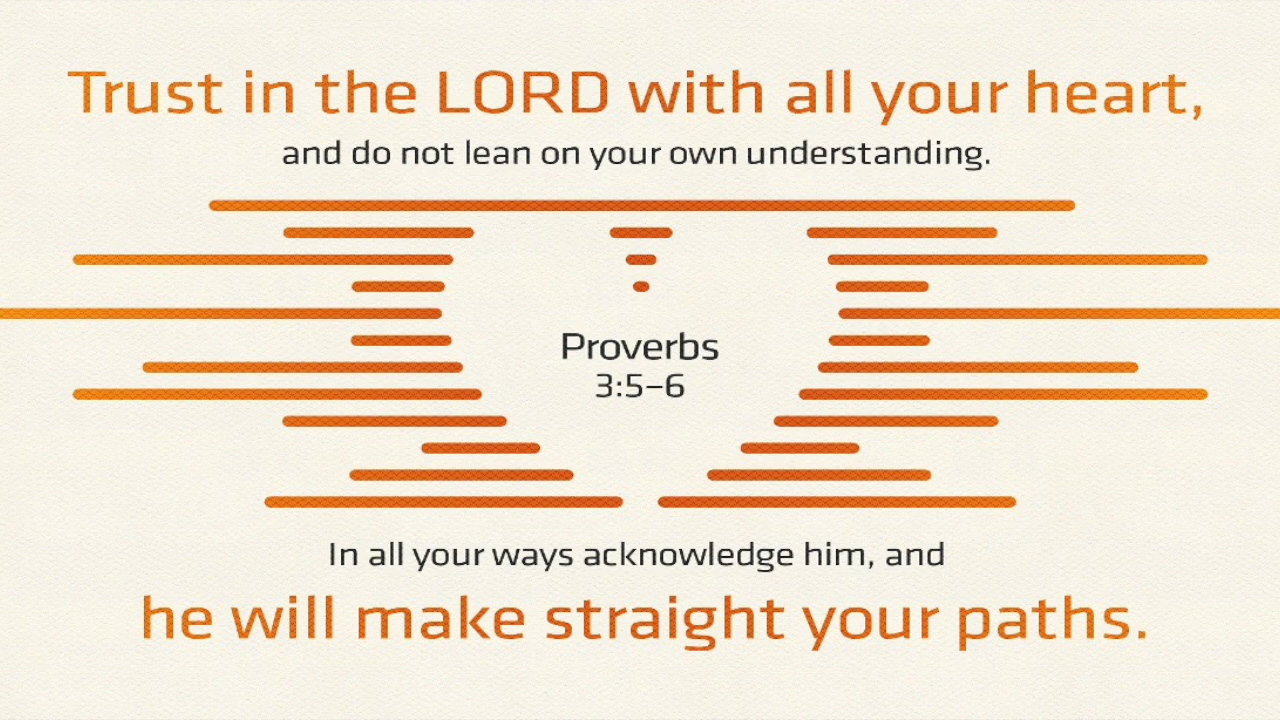 Trust in the LORD with all your heart,
and do not lean on your own understanding.
Proverbs
3:5–6
In all your ways acknowledge him, and
he will make straight your paths.